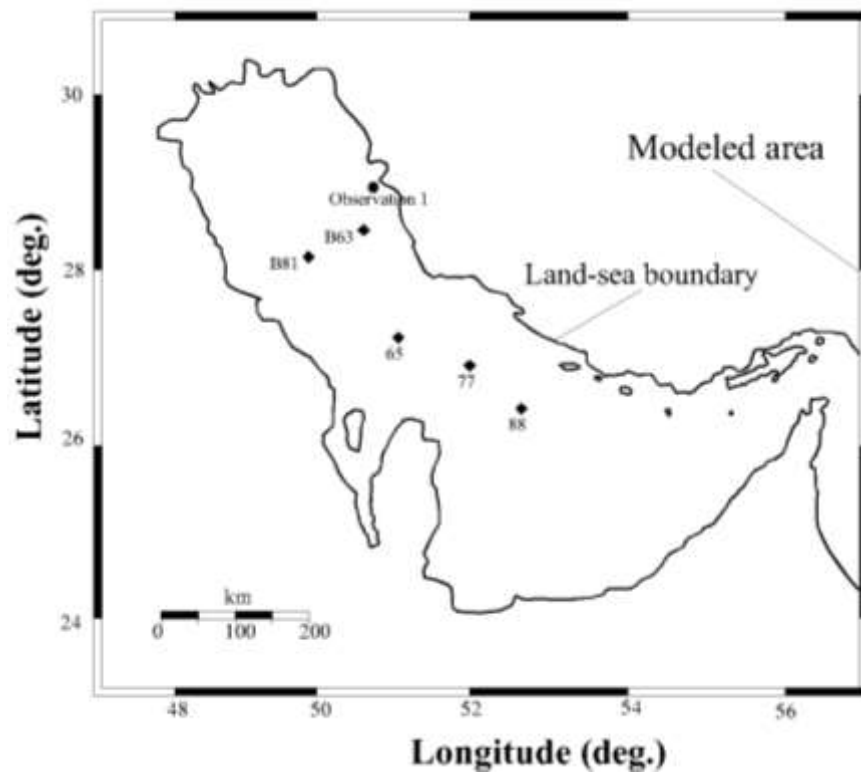 30
Modeled area
Observation 1
B63
B81
28
Land-sea boundary
65
77
88
26
Latitude (deg.)
km
0 100 200
24
48 50 52 54 56
Longitude (deg.)